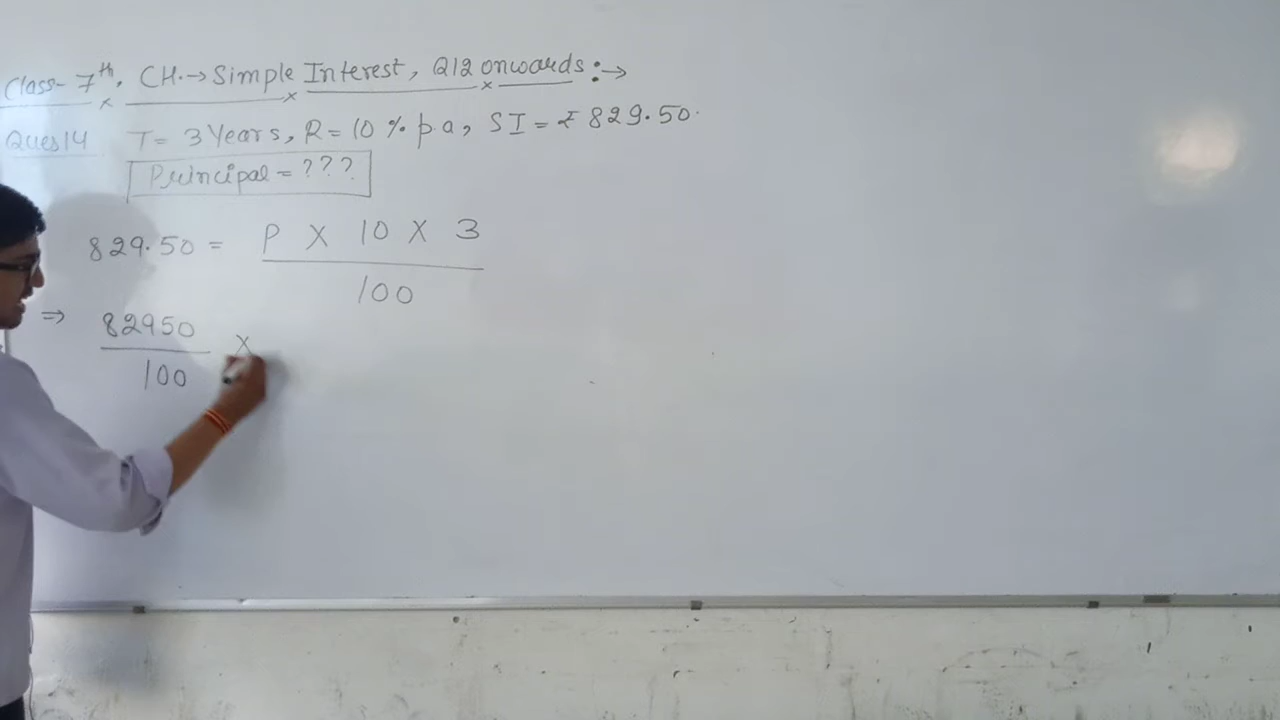 Class- 7th, CH.→ Simple Interest, Q12 onwards:→
Ques14 T= 3 Years, R= 10 % p.a, SI = ₹ 829.50.
Principal = ???
829.50 = P X 10 X 3
100
⇒ 82950 X
100